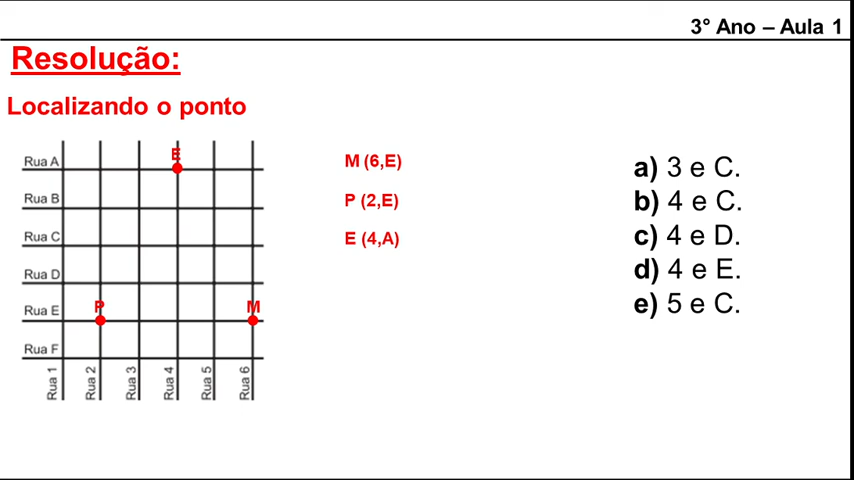 3° Ano – Aula 1
Resolução:
Localizando o ponto
E
Rua A
Rua B
Rua C
Rua D
P
M
Rua E
Rua F
Rua 1
Rua 2
Rua 3
Rua 4
Rua 5
Rua 6
M (6,E)
P (2,E)
E (4,A)
a) 3 e C.
b) 4 e C.
c) 4 e D.
d) 4 e E.
e) 5 e C.